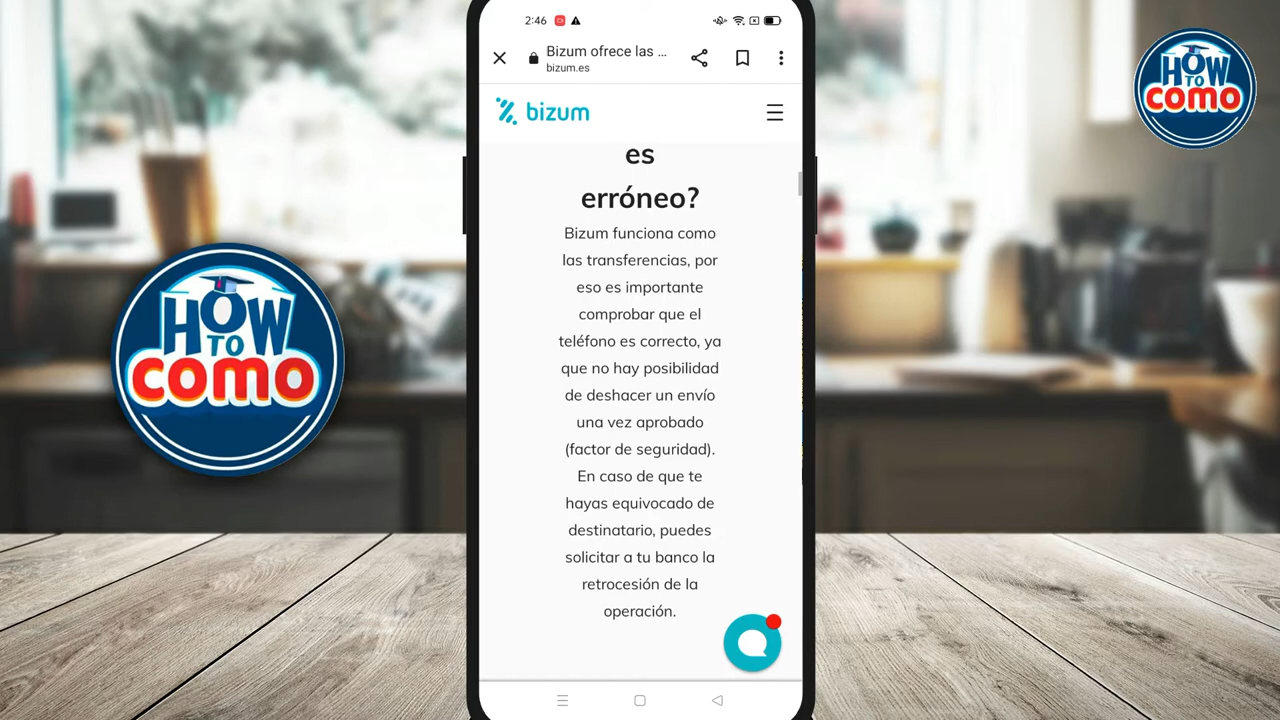 2:46
Bizum ofrece las ...
bizum.es
bizum
es
erróneo?
Bizum funciona como
las transferencias, por
eso es importante
comprobar que el
teléfono es correcto, ya
que no hay posibilidad
de deshacer un envío
una vez aprobado
(factor de seguridad).
En caso de que te
hayas equivocado de
destinatario, puedes
solicitar a tu banco la
retrocesión de la
operación.
HOW
TO
como
HOW
TO
como